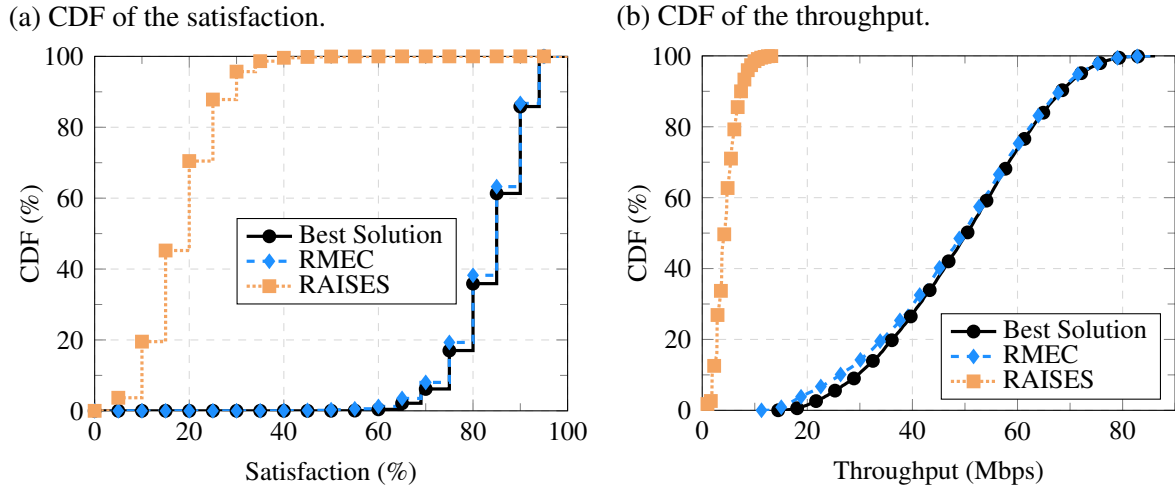 (a) CDF of the satisfaction.
100
80
60
40
20
0
CDF (%)
Best Solution
RMEC
RAISES
0 20 40 60 80 100
Satisfaction (%)
(b) CDF of the throughput.
100
80
60
40
20
0
CDF (%)
Best Solution
RMEC
RAISES
0 20 40 60 80
Throughput (Mbps)